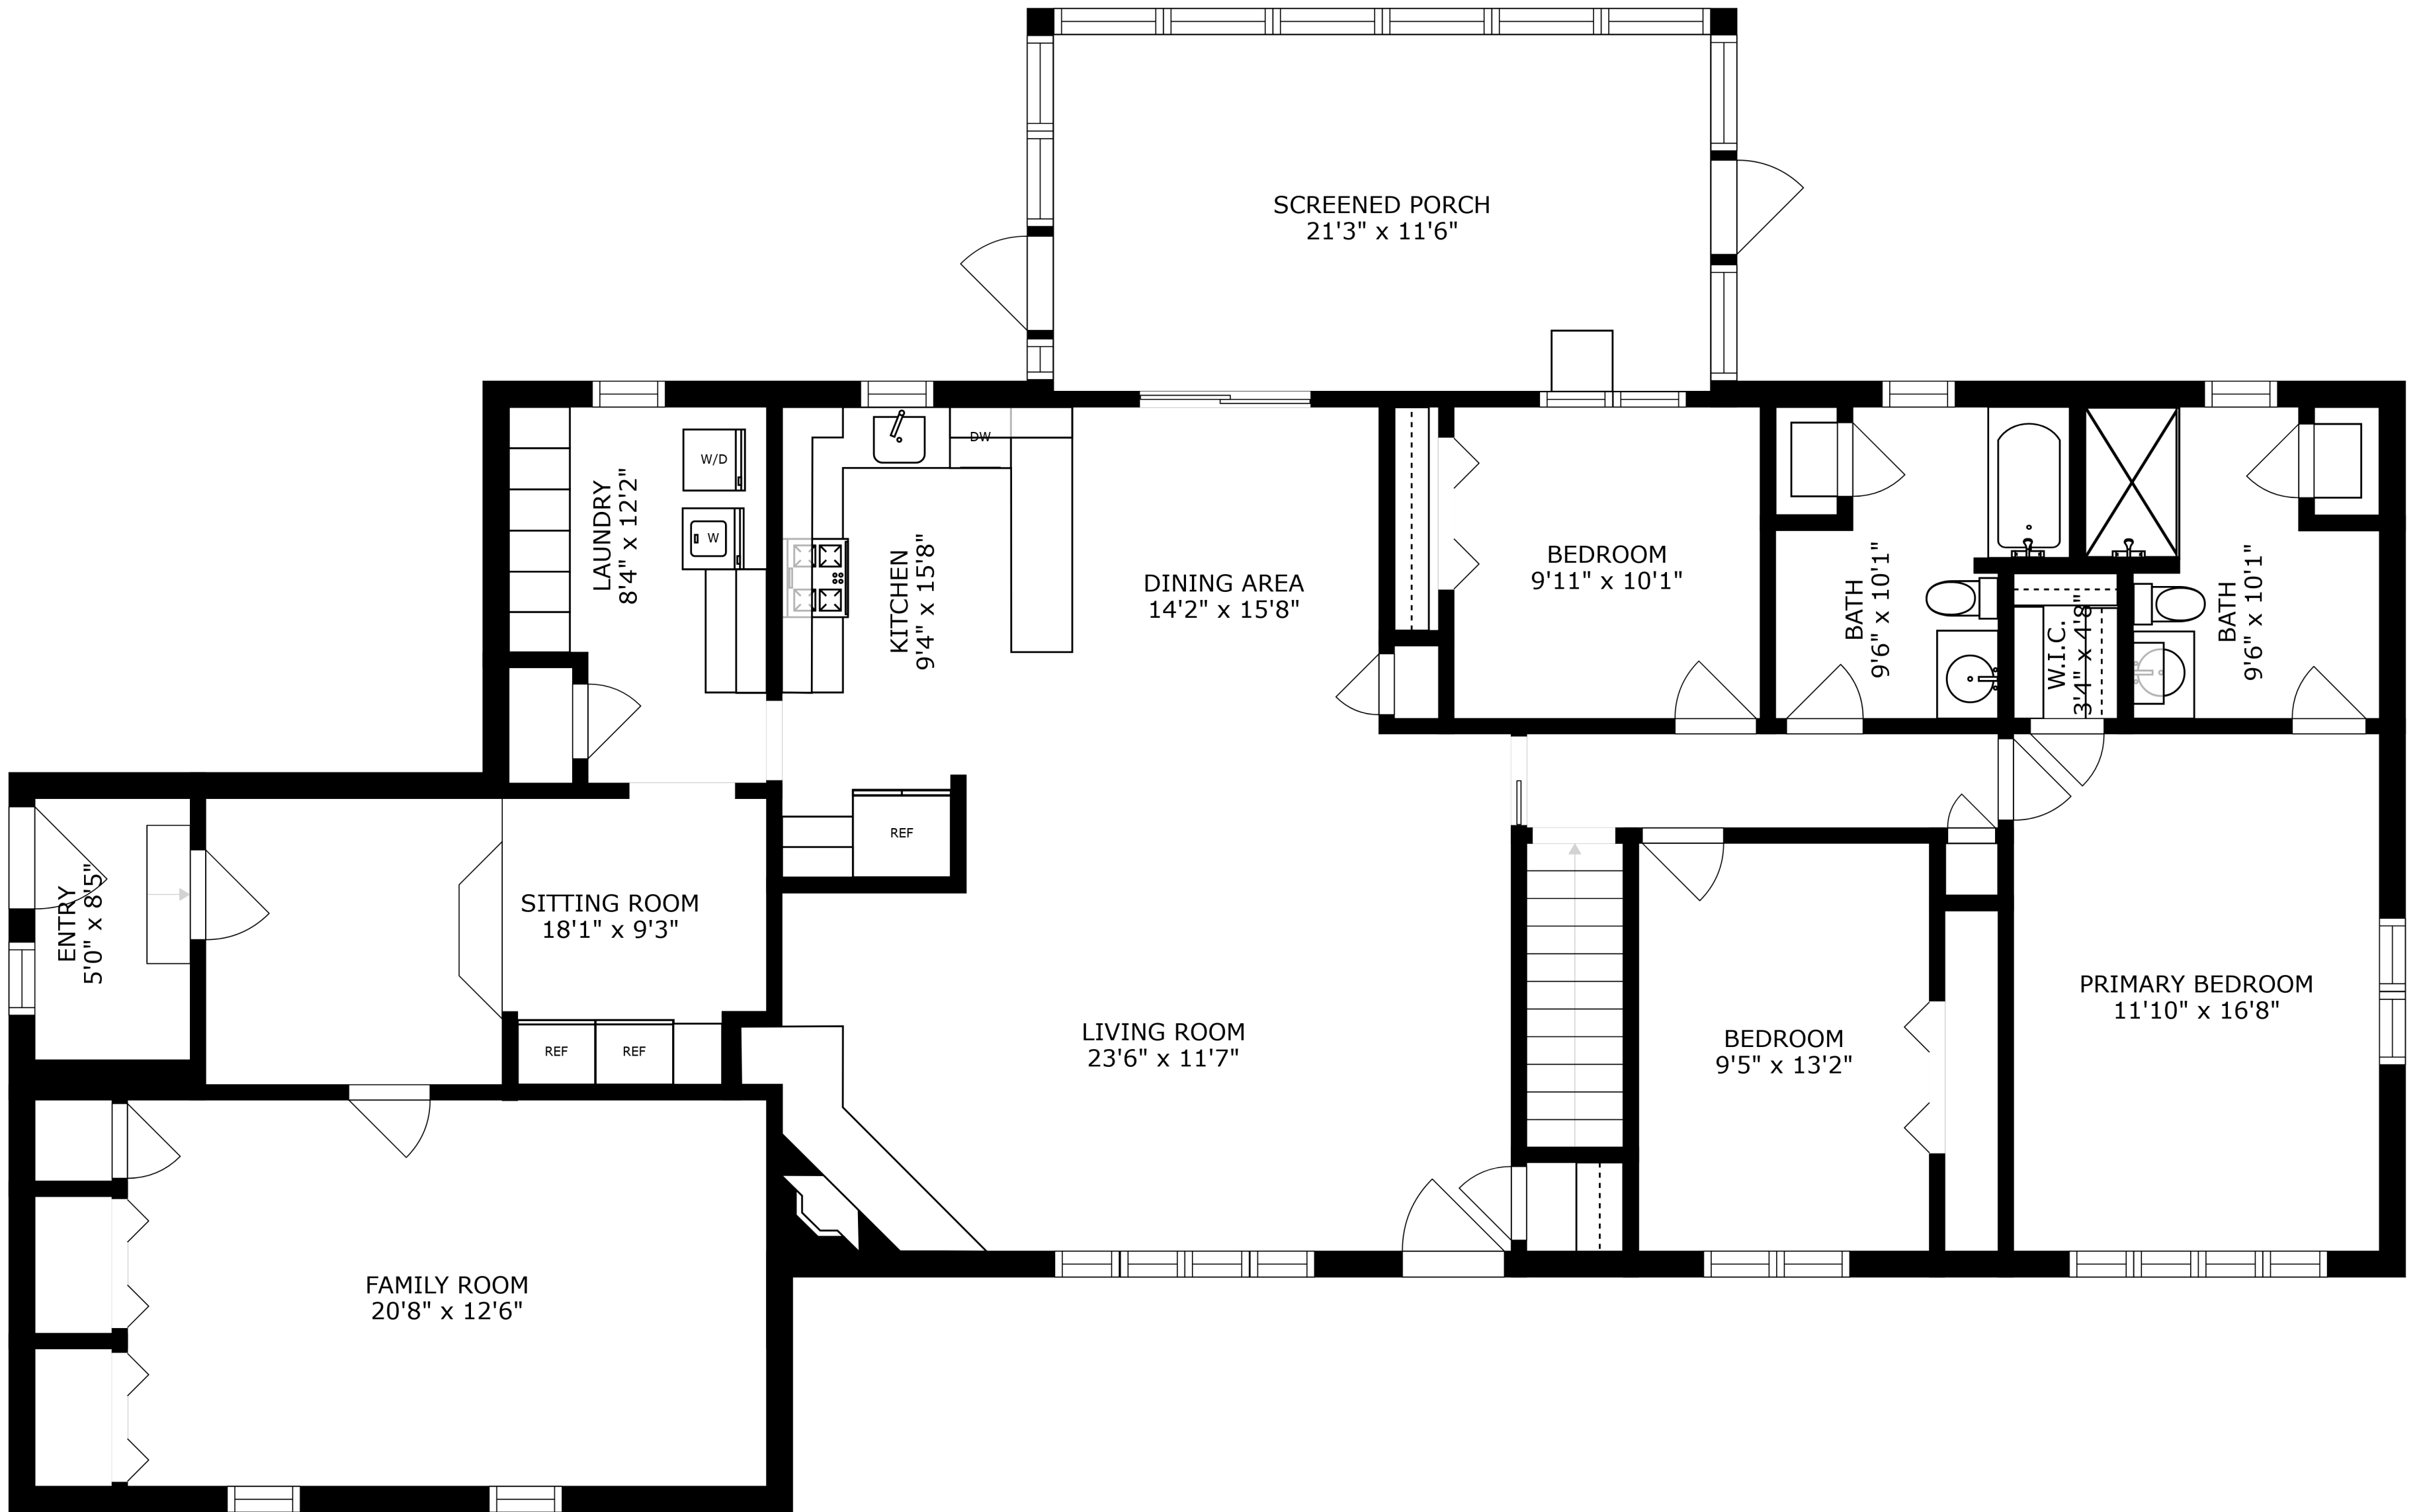 SCREENED PORCH
21'3" x 11'6"
DW
W/D
W
LAUNDRY
8'4" x 12'2"
KITCHEN
9'4" x 15'8"
DINING AREA
14'2" x 15'8"
BEDROOM
9'11" x 10'1"
BATH
9'6" x 10'1"
W.I.C.
3'4" x 4'8"
BATH
9'6" x 10'1"
REF
ENTRY
5'0" x 8'5"
SITTING ROOM
18'1" x 9'3"
REF
REF
LIVING ROOM
23'6" x 11'7"
BEDROOM
9'5" x 13'2"
PRIMARY BEDROOM
11'10" x 16'8"
FAMILY ROOM
20'8" x 12'6"